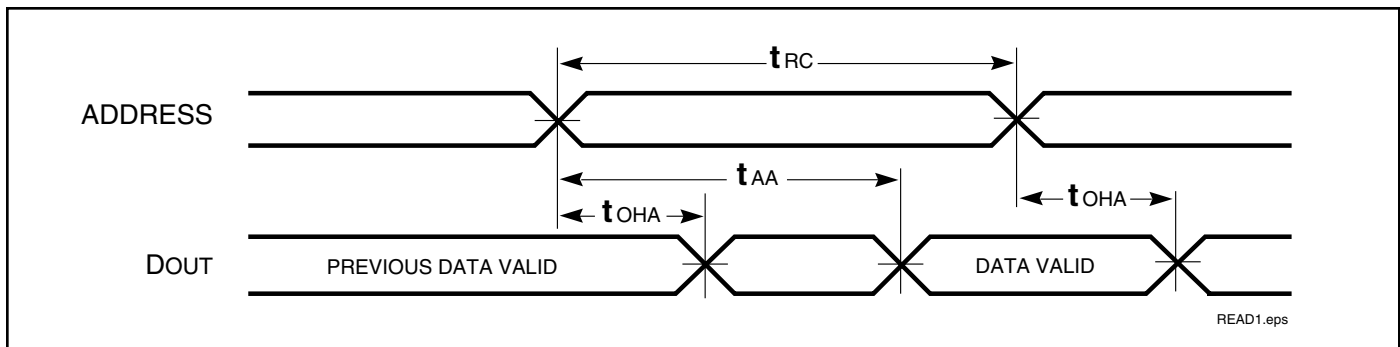 tRC
ADDRESS
tAA
tOHA
tOHA
DOUT
PREVIOUS DATA VALID
DATA VALID
READ1.eps